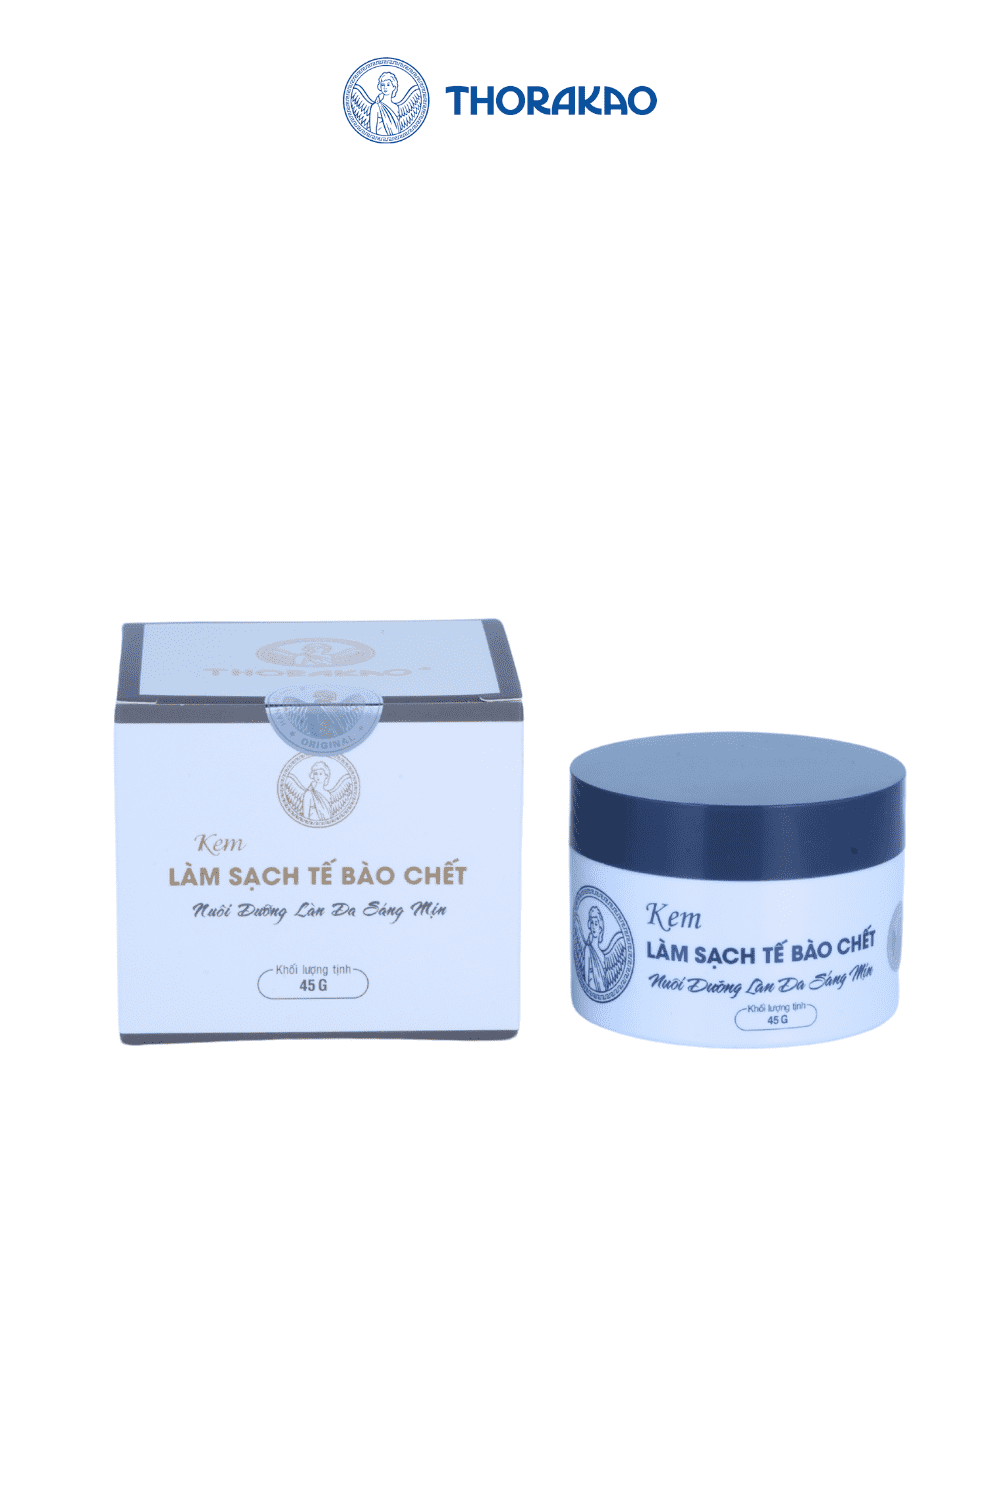 THORAKAO
THORAKAO
ORIGINAL
Kem
LÀM SẠCH TẾ BÀO CHẾT
Nuôi Dưỡng Làn Da Sáng Mịn
Khối lượng tịnh
45 G
Kem
LÀM SẠCH TẾ BÀO CHẾT
Nuôi Dưỡng Làn Da Sáng Mịn
Khối lượng tịnh
45 G